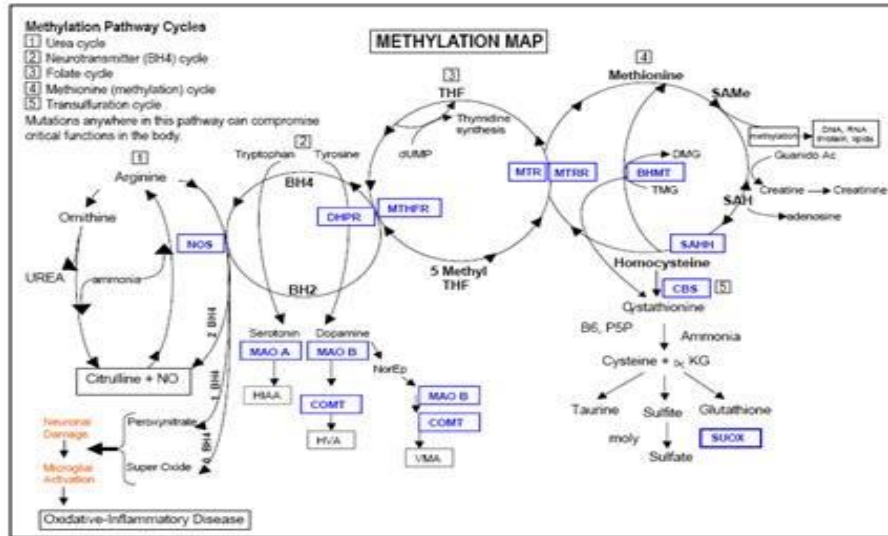 Methylation Pathway Cycles
1 Urea cycle
2 Neurotransmitter (BH4) cycle
3 Folate cycle
4 Methionine (methylation) cycle
5 Transulfuration cycle
Mutations anywhere in this pathway can compromise
critical functions in the body.
METHYLATION MAP
1
Arginine
Ornithine
UREA
ammonia
Citrulline + NO
NOS
2
Tryptophan
Tyrosine
BH4
DHPR
MTHFR
BH2
2_BH4
1_BH4
0_BH4
Serotonin
MAO A
HIAA
Dopamine
MAO B
COMT
HVA
NorEp
MAO B
COMT
VMA
Peroxynitrate
Super Oxide
Neuronal
Damage
Microglial
Activation
Oxidative-Inflammatory Disease
3
THF
Thymidine
synthesis
dUMP
5 Methyl
THF
MTR
MTRR
4
Methionine
SAMe
methylation
DNA, RNA
protein, lipids
Guanido Ac
Creatine
Creatinine
SAH
adenosine
SAHH
BHMT
DMG
TMG
Homocysteine
CBS
5
Cystathionine
B6, P5P
Ammonia
Cysteine +
KG
Taurine
Sulfite
Glutathione
moly
SUOX
Sulfate